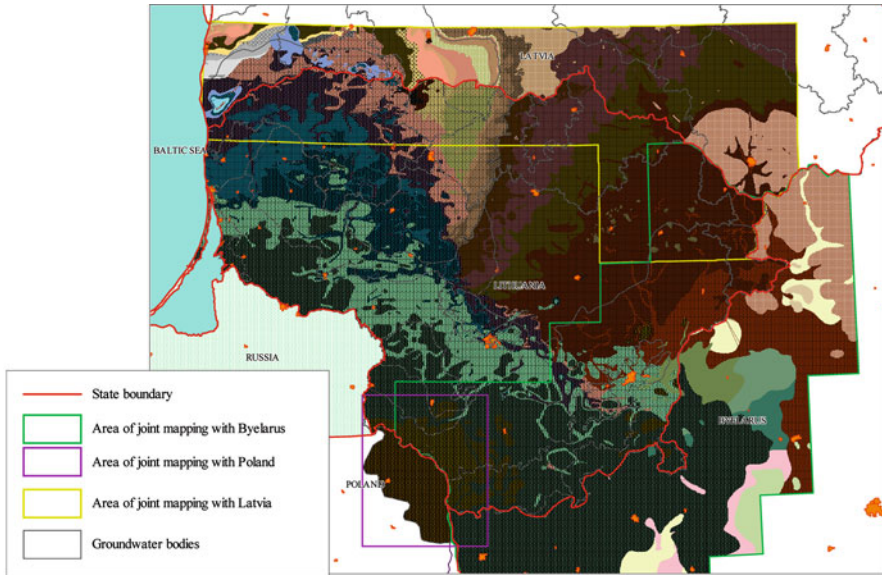 LATVIA
BALTIC SEA
LITHUANIA
RUSSIA
BYELARUS
POLAND
State boundary
Area of joint mapping with Byelarus
Area of joint mapping with Poland
Area of joint mapping with Latvia
Groundwater bodies